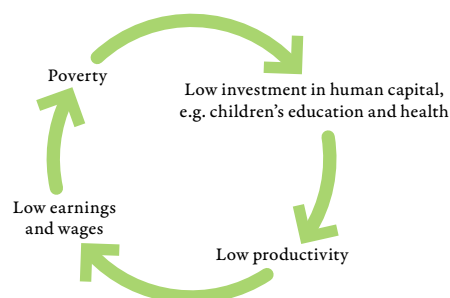 Poverty
Low investment in human capital,
e.g. children’s education and health
Low productivity
Low earnings
and wages